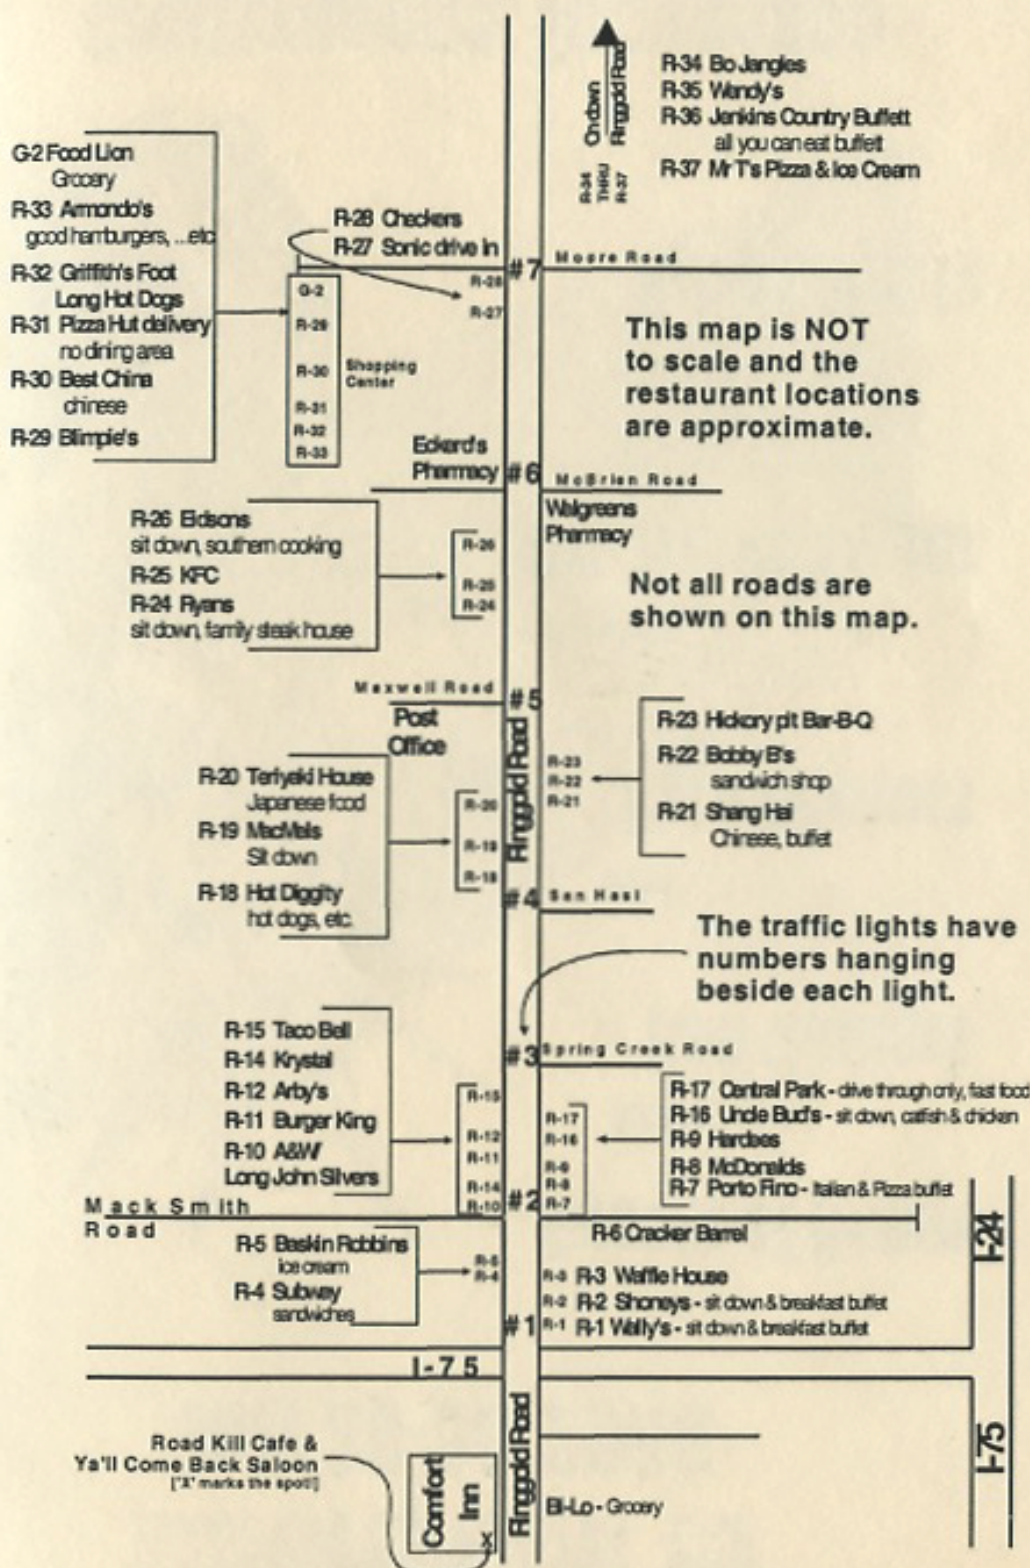 On down
Ringgold Road
R-34
THRU
R-37
R-34 Bo Jangles
R-35 Wendy's
R-36 Jenkins Country Buffett
all you can eat buffett
R-37 Mr T's Pizza & Ice Cream
G-2 Food Lion
Grocery
R-33 Armondo's
good hamburgers, ...etc
R-32 Griffith's Foot
Long Hot Dogs
R-31 Pizza Hut delivery
no dining area
R-30 Best China
chinese
R-29 Blimpie's
R-28 Checkers
R-27 Sonic drive in
#7
Moore Road
R-28
R-27
G-2
R-29
R-30
R-31
R-32
R-33
Shopping
Center
This map is NOT
to scale and the
restaurant locations
are approximate.
Eckerd's
Pharmacy
#6
McBrien Road
Walgreens
Pharmacy
R-26 Eidsons
sit down, southern cooking
R-25 KFC
R-24 Ryans
sit down, family steak house
R-26
R-25
R-24
Not all roads are
shown on this map.
Maxwell Road
#5
Post
Office
Ringgold Road
R-23 Hickory pit Bar-B-Q
R-22 Bobby B's
sandwich shop
R-21 Shang Hai
Chinese, buffet
R-23
R-22
R-21
R-20 Teriyaki House
Japanese food
R-19 MacMels
Sit down
R-18 Hot Diggity
hot dogs, etc.
R-20
R-19
R-18
#4
San Hasl
The traffic lights have
numbers hanging
beside each light.
#3
Spring Creek Road
R-15 Taco Bell
R-14 Krystal
R-12 Arby's
R-11 Burger King
R-10 A&W/
Long John Silvers
R-15
R-12
R-11
R-14
R-10
R-17
R-16
R-9
R-8
R-7
R-17 Central Park - drive through only, fast food
R-16 Uncle Bud's - sit down, catfish & chicken
R-9 Hardees
R-8 McDonalds
R-7 Porto Fino - Italian & Pizza buffet
#2
Mack Smith
Road
R-6 Cracker Barrel
I-24
R-5 Baskin Robbins
ice cream
R-4 Subway
sandwiches
R-5
R-4
R-3 R-3 Waffle House
R-2 R-2 Shoneys - sit down & breakfast buffet
R-1 R-1 Wally's - sit down & breakfast buffet
#1
I-75
Ringgold Road
I-75
Road Kill Cafe &
Ya'll Come Back Saloon
["X" marks the spot!]
Comfort
Inn
X
Bi-Lo - Grocery